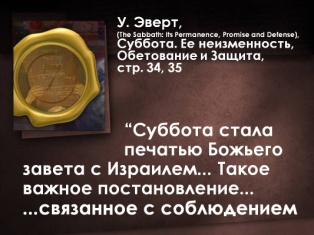 У. Эверт,
(The Sabbath: Its Permanence, Promise and Defense),
Суббота. Ее неизменность,
Обетование и Защита,
стр. 34, 35
“Суббота стала
печатью Божьего
завета с Израилем... Такое
важное постановление...
...связанное с соблюдением